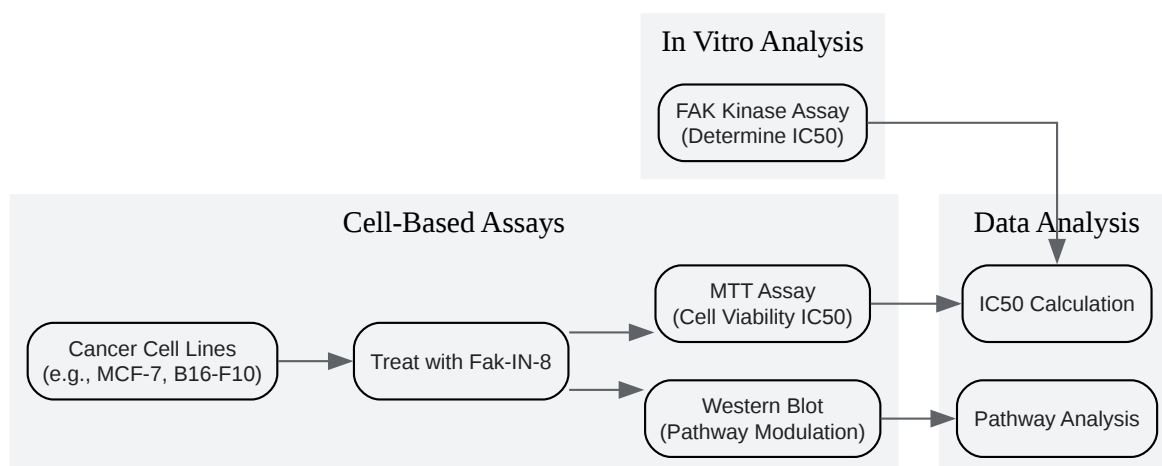 In Vitro Analysis
FAK Kinase Assay
(Determine IC50)
Cell-Based Assays
Data Analysis
MTT Assay
(Cell Viability IC50)
IC50 Calculation
Cancer Cell Lines
(e.g., MCF-7, B16-F10)
Treat with Fak-IN-8
Western Blot
(Pathway Modulation)
Pathway Analysis